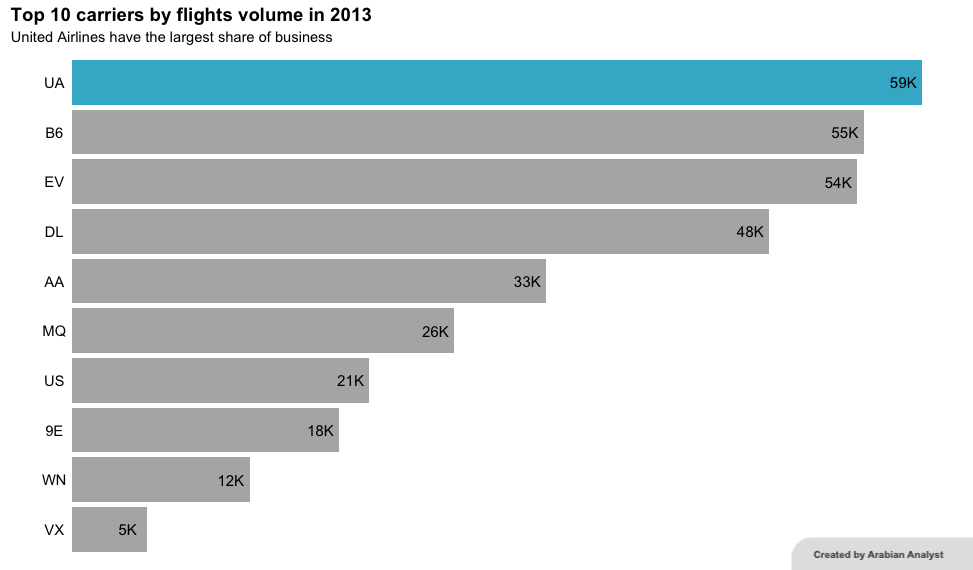 Top 10 carriers by flights volume in 2013
United Airlines have the largest share of business
UA 59K
B6 55K
EV 54K
DL 48K
AA 33K
MQ 26K
US 21K
9E 18K
WN 12K
VX 5K
Created by Arabian Analyst